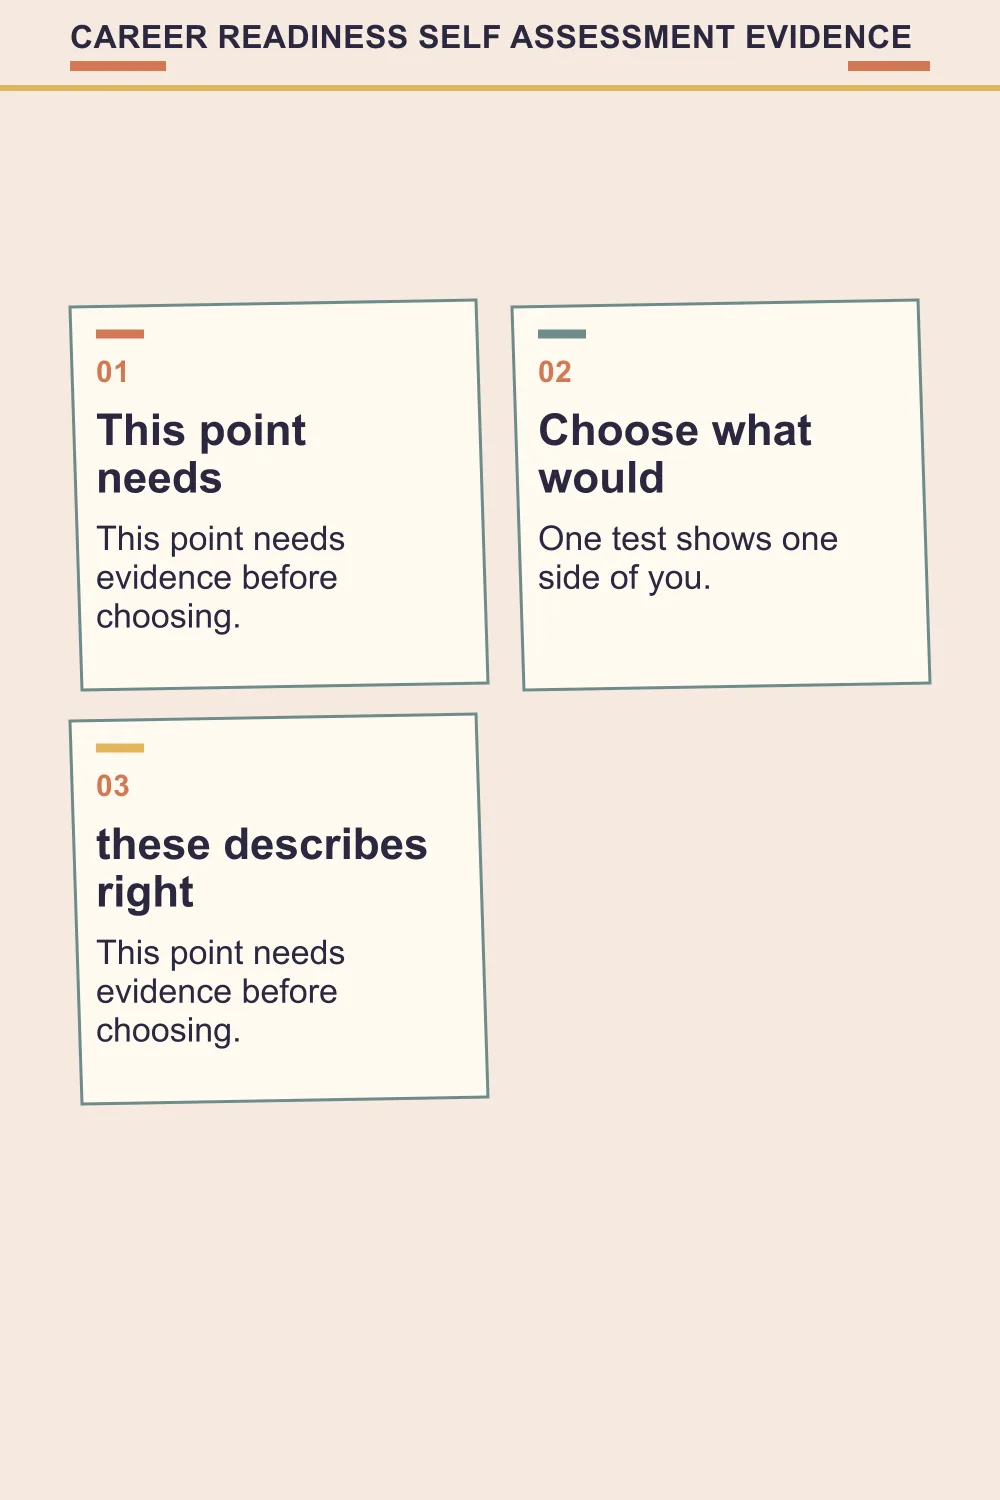 CAREER READINESS SELF ASSESSMENT EVIDENCE
01
This point
needs
This point needs
evidence before
choosing.
02
Choose what
would
One test shows one
side of you.
03
these describes
right
This point needs
evidence before
choosing.